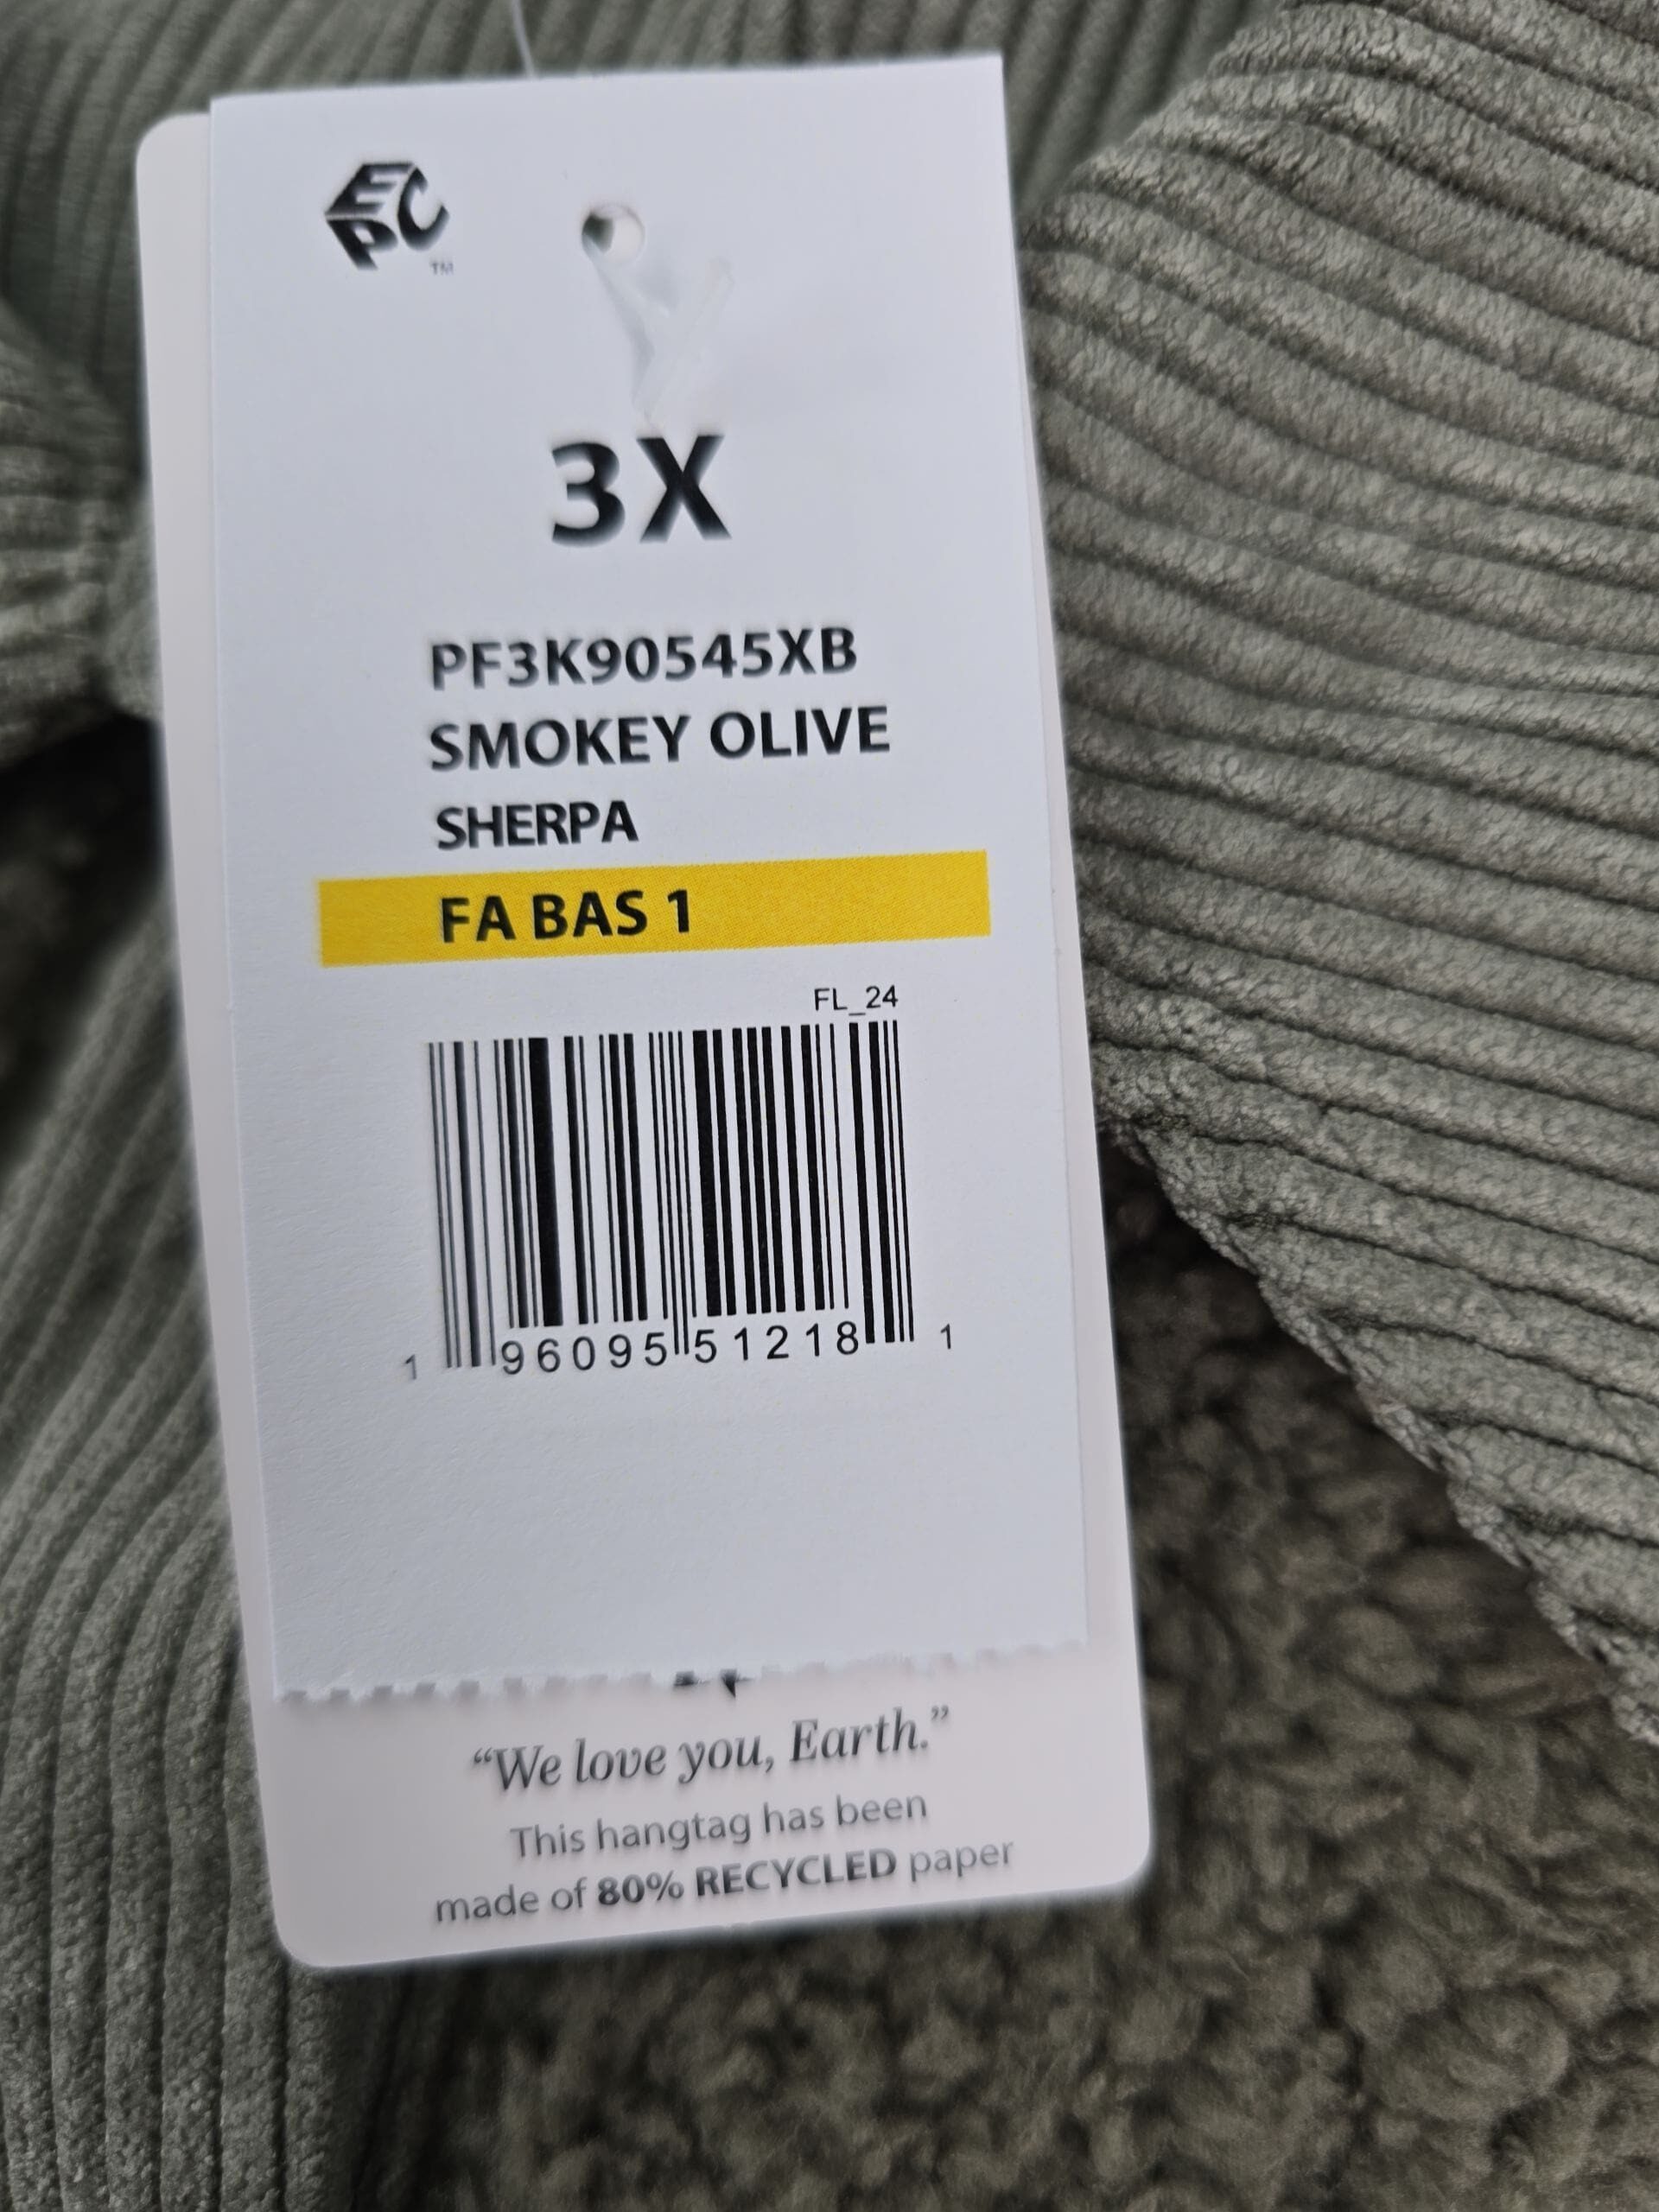 EPC
TM
3X
PF3K90545XB
SMOKEY OLIVE
SHERPA
FA BAS 1
FL_24
1 96095 51218 1
“We love you, Earth.”
This hangtag has been
made of 80% RECYCLED paper